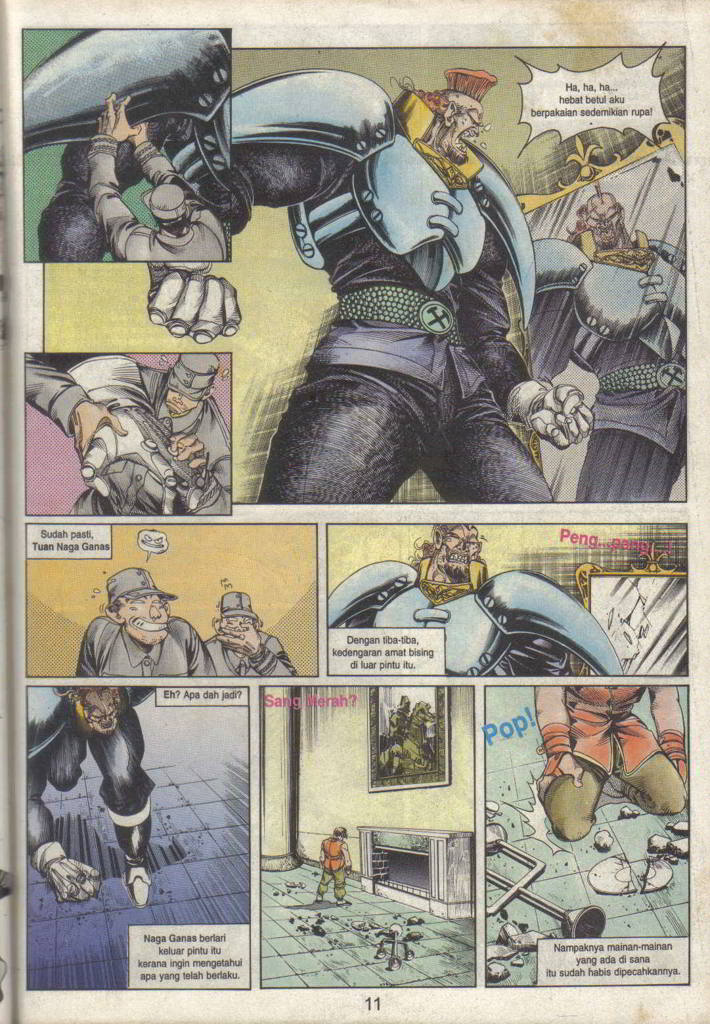 Ha, ha, ha...
hebat betul aku
berpakaian sedemikian rupa!
Sudah pasti,
Tuan Naga Ganas
Peng...peng...!
Dengan tiba-tiba,
kedengaran amat bising
di luar pintu itu.
Eh? Apa dah jadi?
Naga Ganas berlari
keluar pintu itu
kerana ingin mengetahui
apa yang telah berlaku.
Sang Merah?
Pop!
Nampaknya mainan-mainan
yang ada di sana
itu sudah habis dipecahkannya.
11